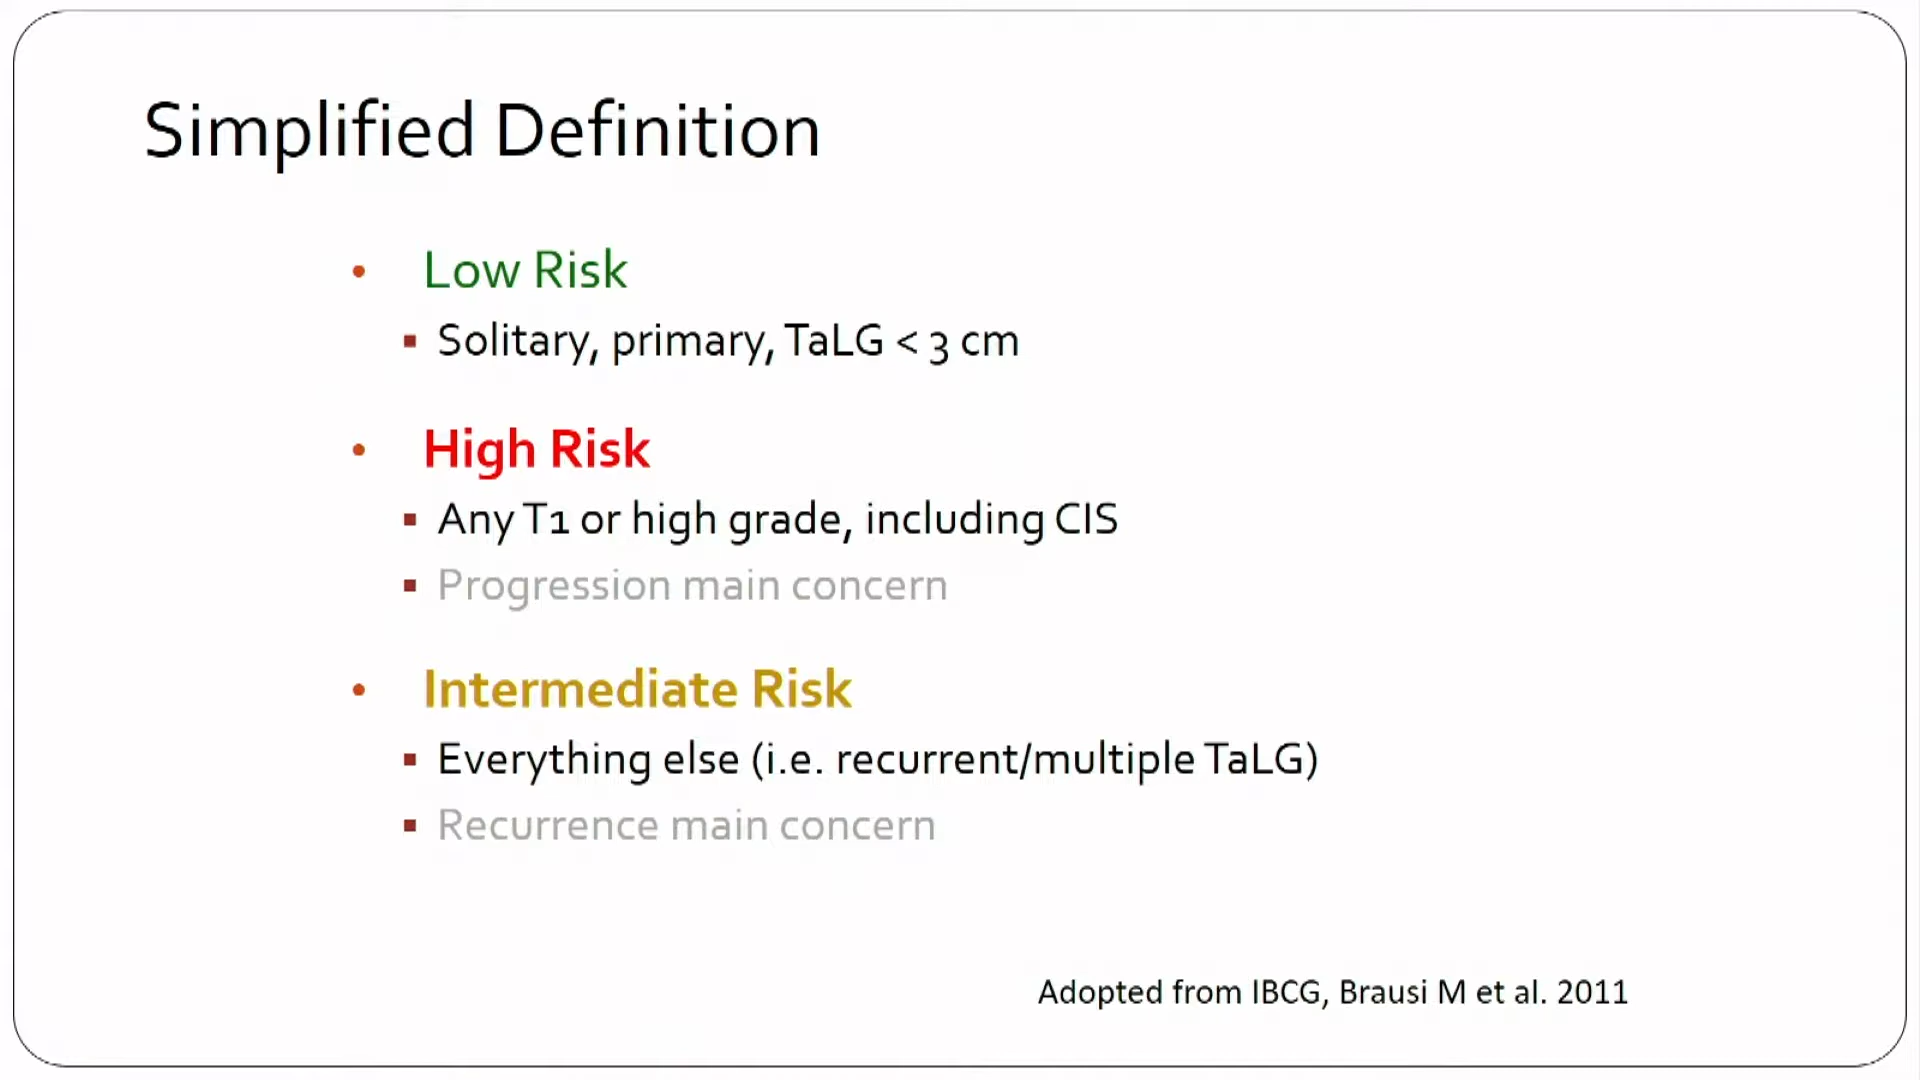 Simplified Definition
Low Risk
Solitary, primary, TaLG < 3 cm
High Risk
Any T1 or high grade, including CIS
Progression main concern
Intermediate Risk
Everything else (i.e. recurrent/multiple TaLG)
Recurrence main concern
Adopted from IBCG, Brausi M et al. 2011